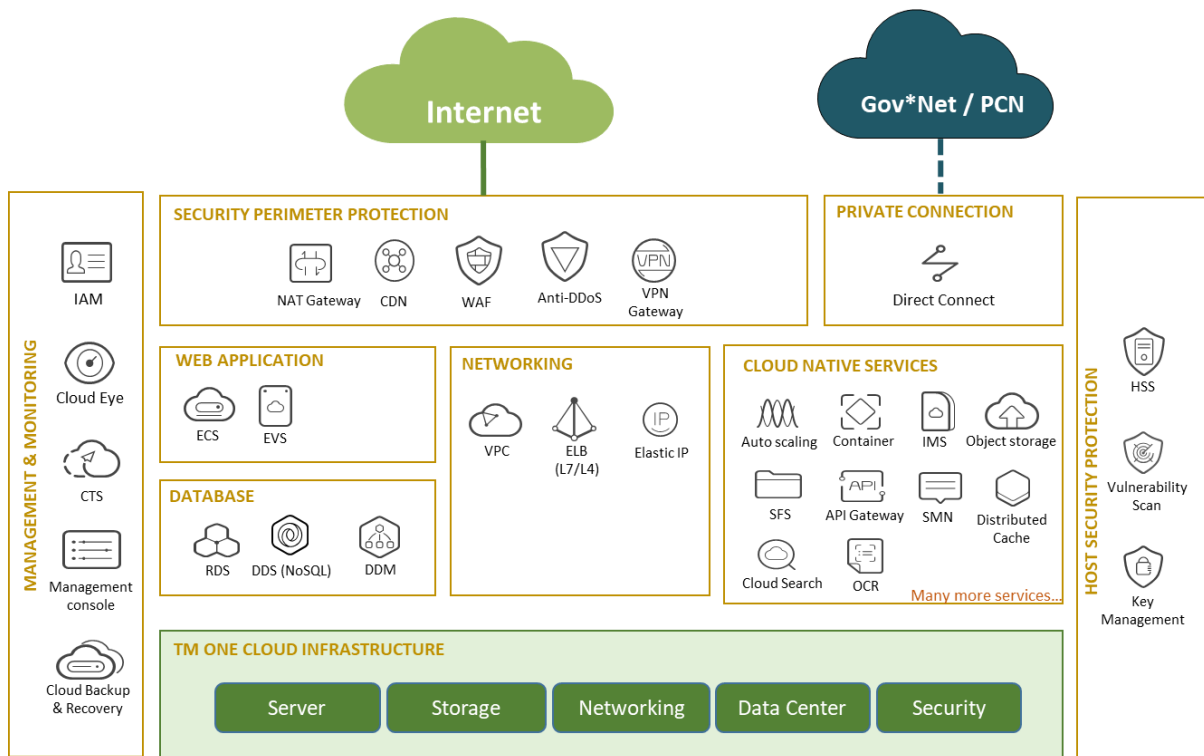 Internet
Gov*Net / PCN
MANAGEMENT & MONITORING
IAM
Cloud Eye
CTS
Management
console
Cloud Backup
& Recovery
SECURITY PERIMETER PROTECTION
NAT Gateway
CDN
WAF
Anti-DDoS
VPN
VPN
Gateway
PRIVATE CONNECTION
Direct Connect
WEB APPLICATION
ECS
EVS
DATABASE
RDS
DDS (NoSQL)
DDM
NETWORKING
VPC
ELB
(L7/L4)
IP
Elastic IP
CLOUD NATIVE SERVICES
Auto scaling
Container
IMS
Object storage
SFS
API
API Gateway
SMN
Distributed
Cache
Cloud Search
OCR
Many more services...
HOST SECURITY PROTECTION
HSS
Vulnerability
Scan
Key
Management
TM ONE CLOUD INFRASTRUCTURE
Server
Storage
Networking
Data Center
Security